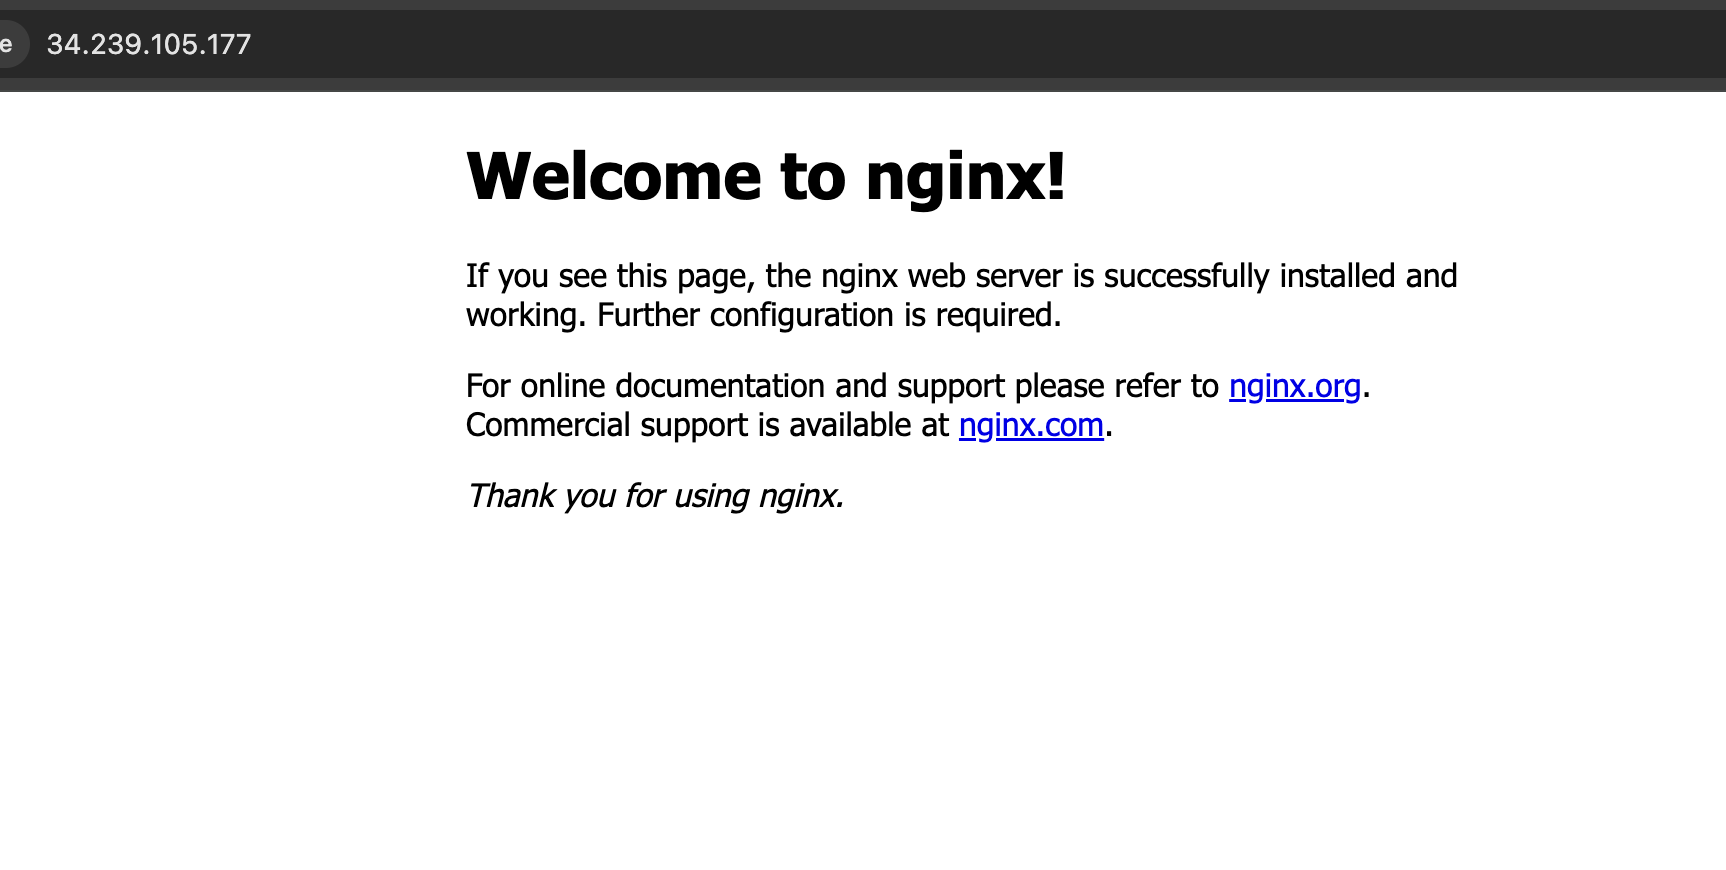 e 34.239.105.177
Welcome to nginx!
If you see this page, the nginx web server is successfully installed and
working. Further configuration is required.
For online documentation and support please refer to nginx.org.
Commercial support is available at nginx.com.
Thank you for using nginx.